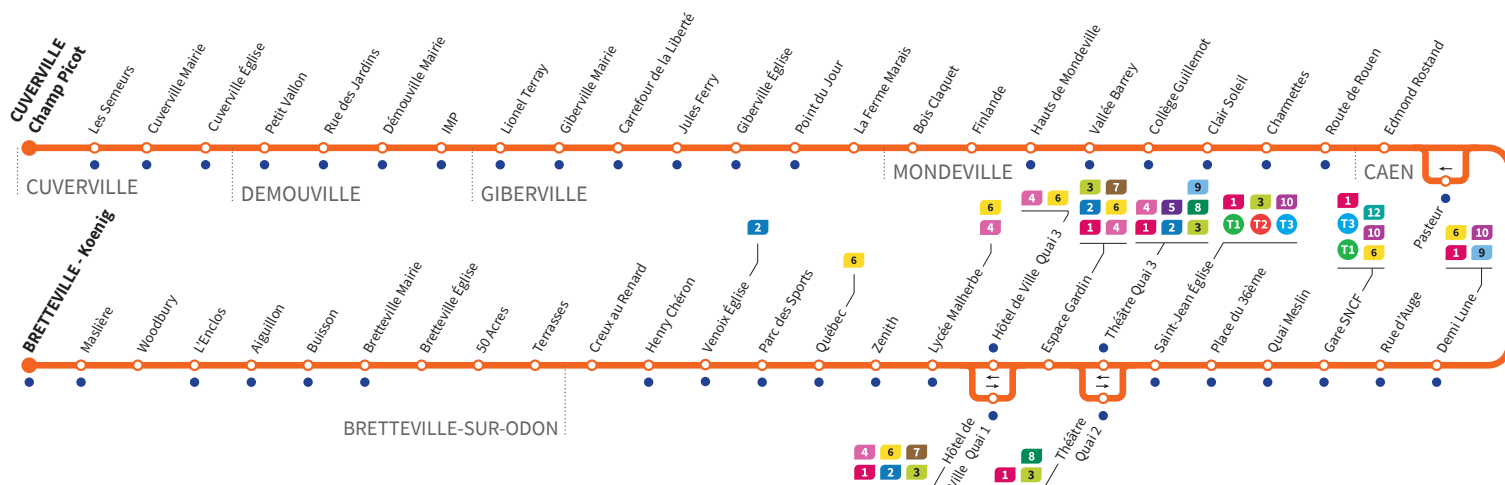 CUVERVILLE
Champ Picot
Les Semeurs
Cuverville Mairie
Cuverville Église
Petit Vallon
Rue des Jardins
Démouville Mairie
IMP
Lionel Terray
Giberville Mairie
Carrefour de la Liberté
Jules Ferry
Giberville Église
Point du Jour
La Ferme Marais
Bois Claquet
Finlande
Hauts de Mondeville
Vallée Barrey
Collège Guillemot
Clair Soleil
Charmettes
Route de Rouen
Edmond Rostand
CUVERVILLE
DEMOUVILLE
GIBERVILLE
MONDEVILLE
CAEN
Pasteur
BRETTEVILLE - Koenig
Maslière
Woodbury
L'Enclos
Aiguillon
Buisson
Bretteville Mairie
Bretteville Église
50 Acres
Terrasses
Creux au Renard
Henry Chéron
Venoix Église
2
Parc des Sports
Québec
6
Zenith
Lycée Malherbe
6
4
Hôtel de Ville Quai 3
4 6
Espace Gardin
3 7
2 6
1 4
Théâtre Quai 3
9
4 5 8
1 2 3
Saint-Jean Église
1 3 10
T1 T2 T3
Place du 36ème
Quai Meslin
Gare SNCF
1
T3 12
10
T1 6
Rue d'Auge
Demi Lune
6 10
1 9
BRETTEVILLE-SUR-ODON
4 6 7
1 2 3
Hôtel de
ville Quai 1
8
1 3
Théâtre
Quai 2